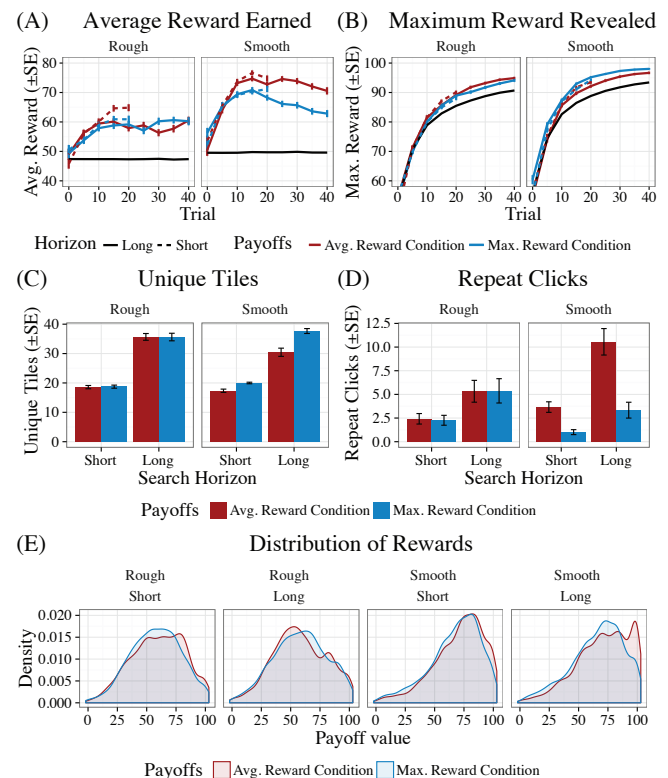 (A) Average Reward Earned
(B) Maximum Reward Revealed
Rough Smooth
Rough Smooth
Avg. Reward (±SE)
80
70
60
50
40
0 10 20 30 40 0 10 20 30 40
Trial
Max. Reward (±SE)
100
90
80
70
60
0 10 20 30 40 0 10 20 30 40
Trial
Horizon Long Short Payoffs Avg. Reward Condition Max. Reward Condition
(C) Unique Tiles
(D) Repeat Clicks
Rough Smooth
Rough Smooth
Unique Tiles (±SE)
40
30
20
10
0
Short Long Short Long
Search Horizon
Repeat Clicks (±SE)
12.5
10.0
7.5
5.0
2.5
0.0
Short Long Short Long
Search Horizon
Payoffs Avg. Reward Condition Max. Reward Condition
(E) Distribution of Rewards
Rough Rough Smooth Smooth
Short Long Short Long
Density
0.020
0.015
0.010
0.005
0.000
0 25 50 75 100 0 25 50 75 100 0 25 50 75 100 0 25 50 75 100
Payoff value
Payoffs Avg. Reward Condition Max. Reward Condition